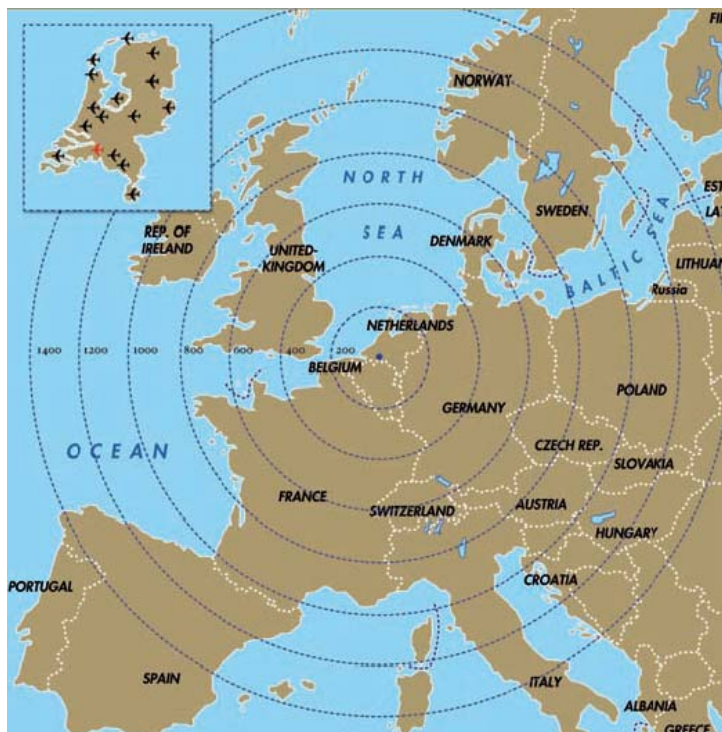 FI
NORWAY
NORTH
SEA
EST
LAT
SWEDEN
REP. OF
IRELAND
UNITED-
KINGDOM
DENMARK
BALTIC SEA
LITHUAN
Russia
NETHERLANDS
1400 1200 1000 800 600 400 200
BELGIUM
GERMANY
POLAND
OCEAN
CZECH REP.
SLOVAKIA
FRANCE
SWITZERLAND
AUSTRIA
HUNGARY
CROATIA
PORTUGAL
SPAIN
ITALY
ALBANIA
GREECE